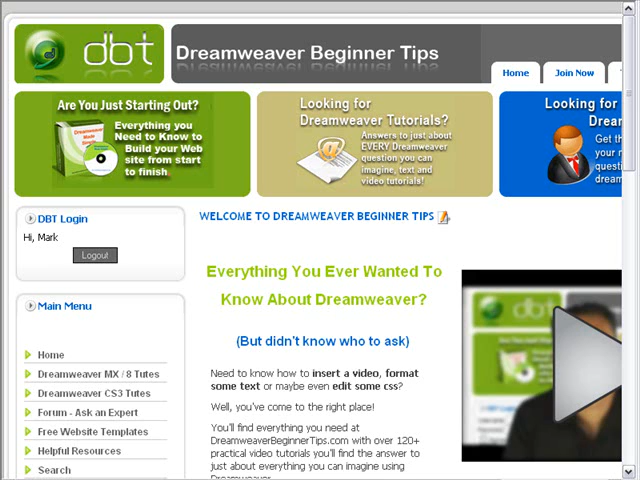 dbt
Dreamweaver Beginner Tips
Home
Join Now
Are You Just Starting Out?
Everything you
Need to Know to
Build your Web
site from start
to finish
Looking for
Dreamweaver Tutorials?
Answers to just about
EVERY Dreamweaver
question you can
imagine, text and
video tutorials!
Looking for
Get th
your
questi
dream
DBT Login
Hi, Mark
Logout
Main Menu
Home
Dreamweaver MX / 8 Tutes
Dreamweaver CS3 Tutes
Forum - Ask an Expert
Free Website Templates
Helpful Resources
Search
WELCOME TO DREAMWEAVER BEGINNER TIPS
Everything You Ever Wanted To
Know About Dreamweaver?
(But didn't know who to ask)
Need to know how to insert a video, format
some text or maybe even edit some css?
Well, you've come to the right place!
You'll find everything you need at
DreamweaverBeginnerTips.com with over 120+
practical video tutorials you'll find the answer to
just about everything you can imagine using
Dreamweaver
dbt